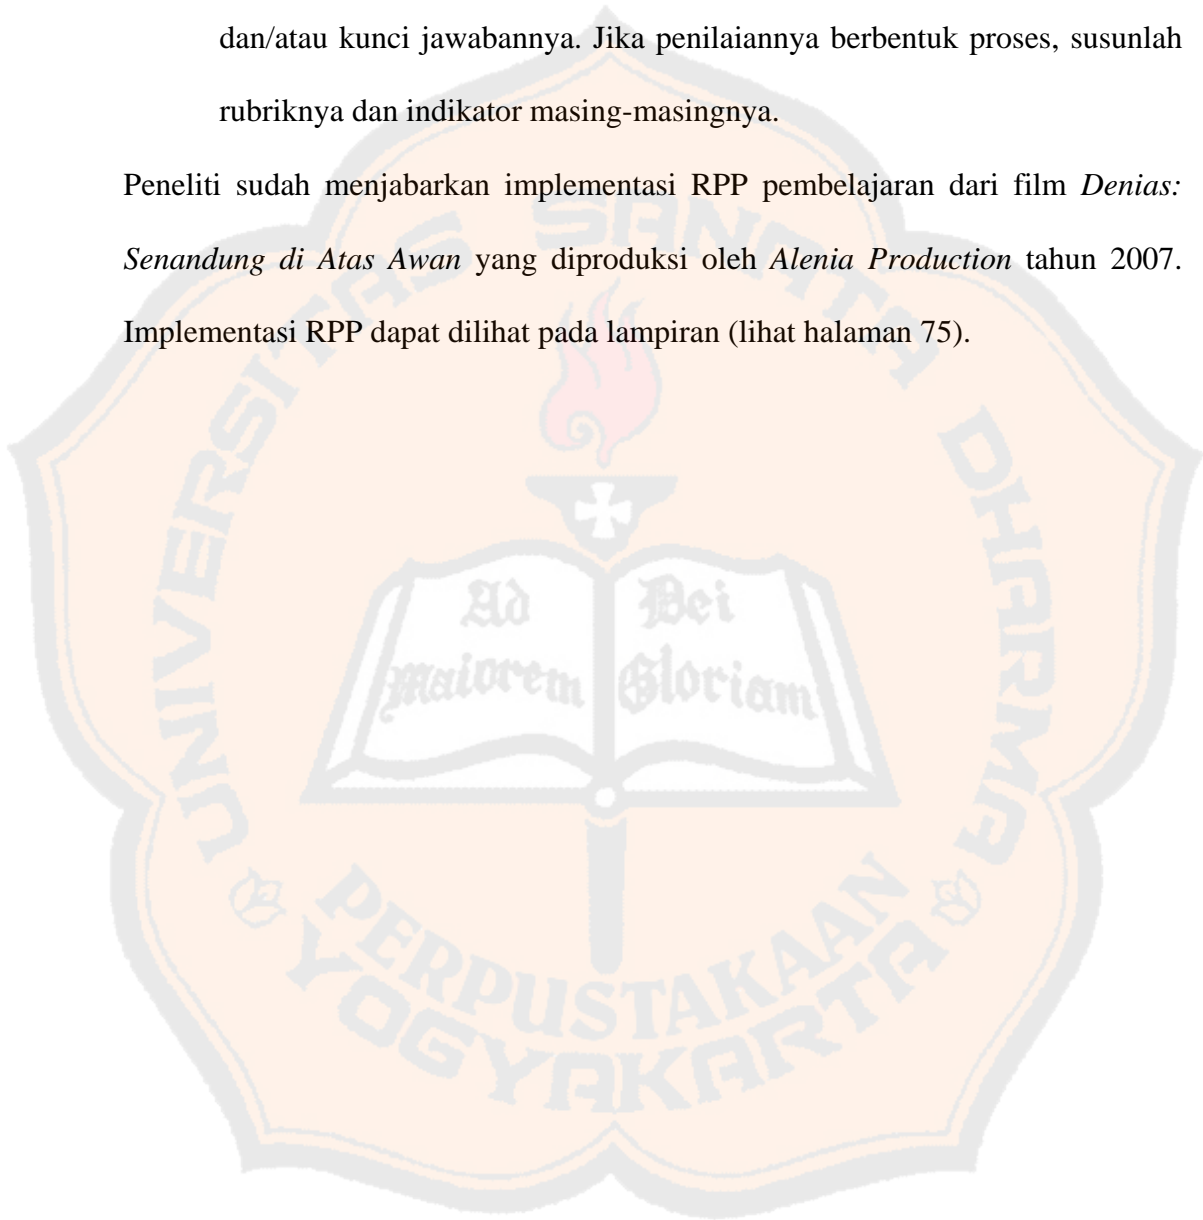 dan/atau kunci jawabannya. Jika penilaiannya berbentuk proses, susunlah
rubriknya dan indikator masing-masingnya.
Peneliti sudah menjabarkan implementasi RPP pembelajaran dari film Denias:
Senandung di Atas Awan yang diproduksi oleh Alenia Production tahun 2007.
Implementasi RPP dapat dilihat pada lampiran (lihat halaman 75).
UNIVERSITAS SANATA DHARMA
Ad Dei
Maiorem Gloriam
PERPUSTAKAAN
YOGYAKARTA